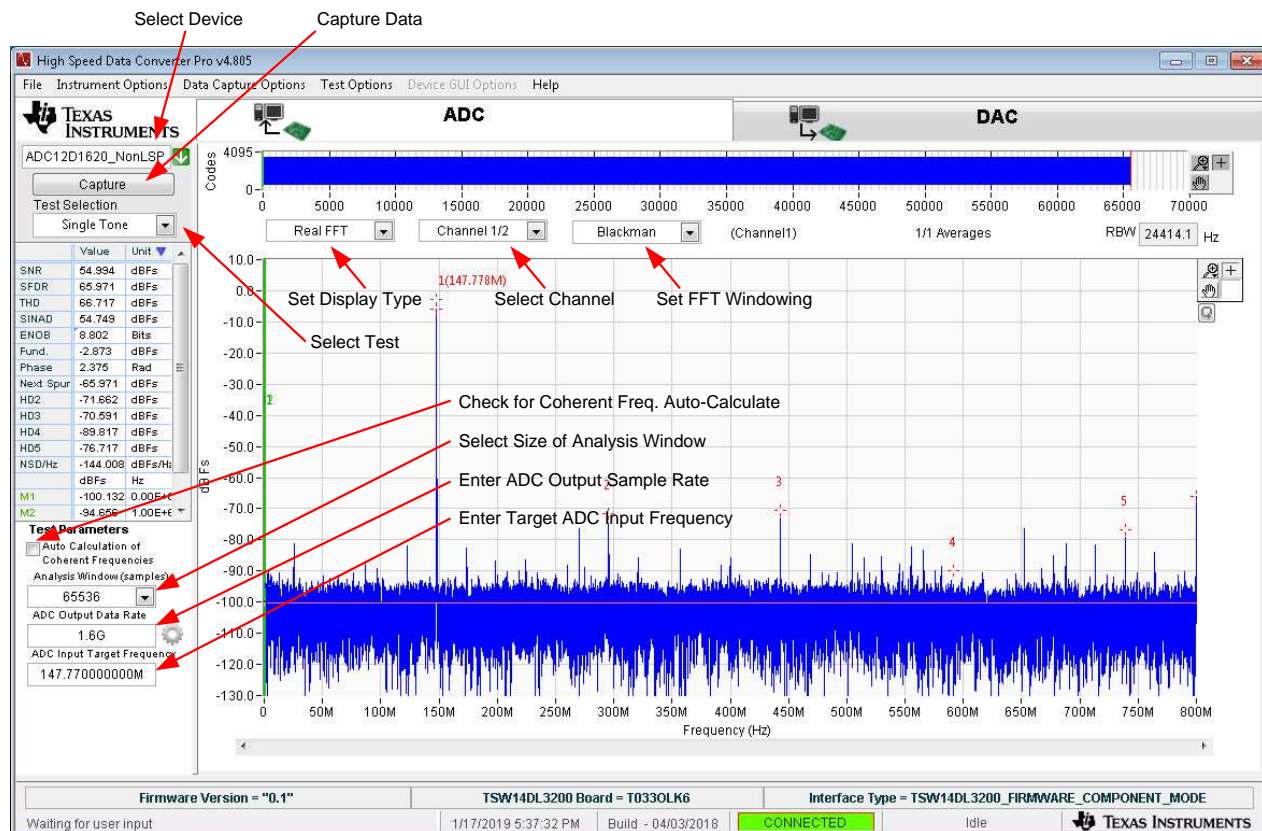 Select Device
Capture Data
High Speed Data Converter Pro v4.805
File Instrument Options Data Capture Options Test Options Device GUI Options Help
TEXAS INSTRUMENTS
ADC
DAC
ADC12D1620_NonLSP
Capture
Test Selection
Single Tone
Codes
4095
0
0 5000 10000 15000 20000 25000 30000 35000 40000 45000 50000 55000 60000 65000 70000
Real FFT
Channel 1/2
Blackman
(Channel1)
1/1 Averages
RBW 24414.1 Hz
Value Unit
SNR 54.994 dBFs
SFDR 65.971 dBFs
THD 66.717 dBFs
SINAD 54.749 dBFs
ENOB 8.802 Bits
Fund. -2.873 dBFs
Phase 2.375 Rad
Next Spur -65.971 dBFs
HD2 -71.662 dBFs
HD3 -70.591 dBFs
HD4 -89.817 dBFs
HD5 -76.717 dBFs
NSD/Hz -144.008 dBFs/Hz
dBFs Hz
M1 -100.132
M2 -94.656 1.00E+6
Test Parameters
Auto Calculation of
Coherent Frequencies
Analysis Window (samples)
65536
ADC Output Data Rate
1.6G
ADC Input Target Frequency
147.770000000M
Set Display Type
Select Channel
Set FFT Windowing
Select Test
Check for Coherent Freq. Auto-Calculate
Select Size of Analysis Window
Enter ADC Output Sample Rate
Enter Target ADC Input Frequency
1(147.778M)
2
3
4
5
dBFs
10.0
0.0
-10.0
-20.0
-30.0
-40.0
-50.0
-60.0
-70.0
-80.0
-90.0
-100.0
-110.0
-120.0
-130.0
0 50M 100M 150M 200M 250M 300M 350M 400M 450M 500M 550M 600M 650M 700M 750M 800M
Frequency (Hz)
Firmware Version = "0.1"
TSW14DL3200 Board = T033OLK6
Interface Type = TSW14DL3200_FIRMWARE_COMPONENT_MODE
Waiting for user input
1/17/2019 5:37:32 PM
Build - 04/03/2018
CONNECTED
Idle
TEXAS INSTRUMENTS